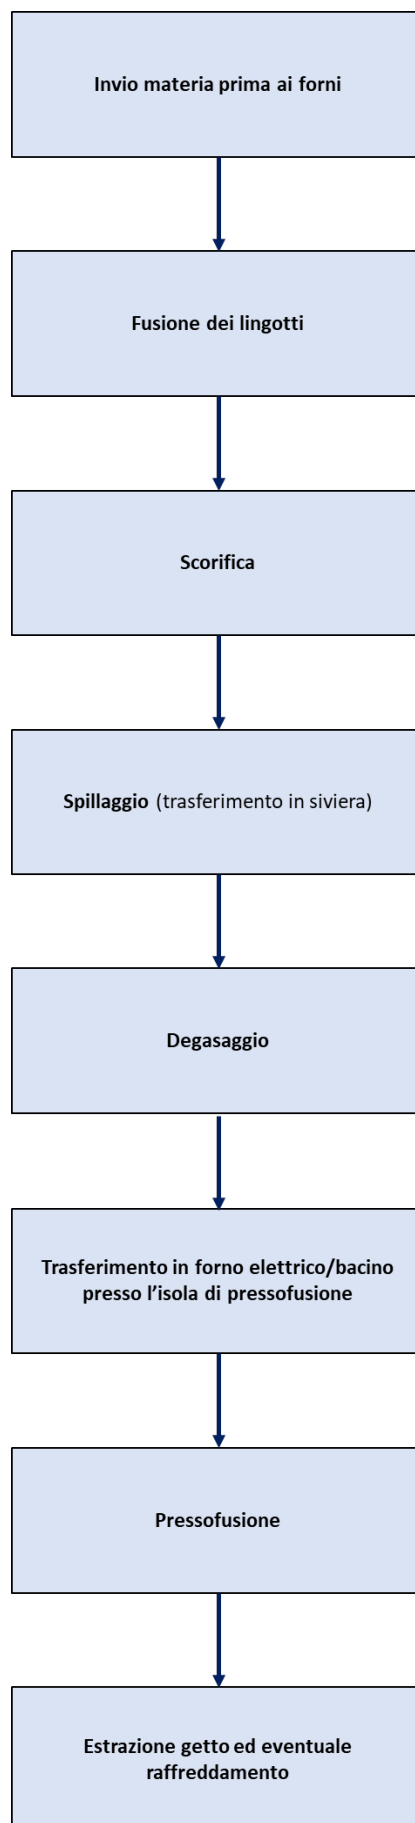 Invio materia prima ai forni
Fusione dei lingotti
Scorifica
Spillaggio (trasferimento in siviera)
Degasaggio
Trasferimento in forno elettrico/bacino
presso l'isola di pressofusione
Pressofusione
Estrazione getto ed eventuale
raffreddamento